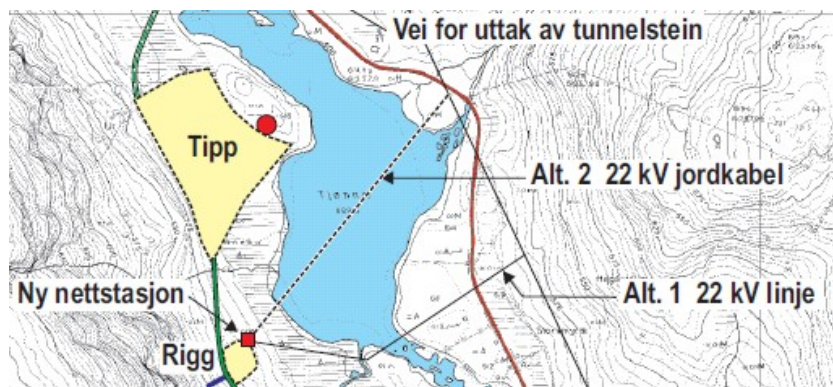 Vei for uttak av tunnelstein
Tipp
Alt. 2 22 kV jordkabel
Ny nettstasjon
Alt. 1 22 kV linje
Rigg